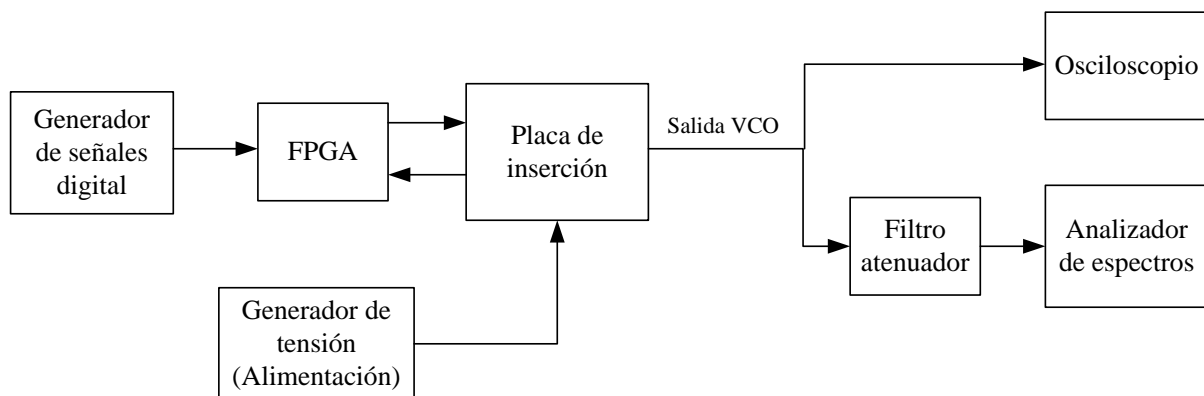 Generador
de señales
digital
FPGA
Placa de
inserción
Salida VCO
Osciloscopio
Filtro
atenuador
Analizador
de espectros
Generador de
tensión
(Alimentación)